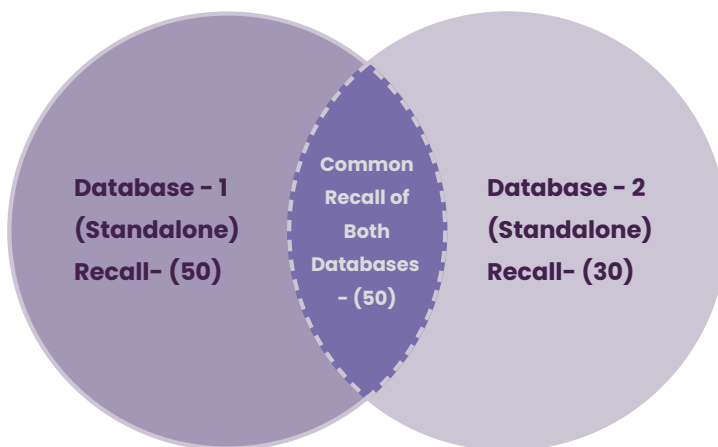 Database - 1
(Standalone)
Recall- (50)
Common
Recall of
Both
Databases
- (50)
Database - 2
(Standalone)
Recall- (30)